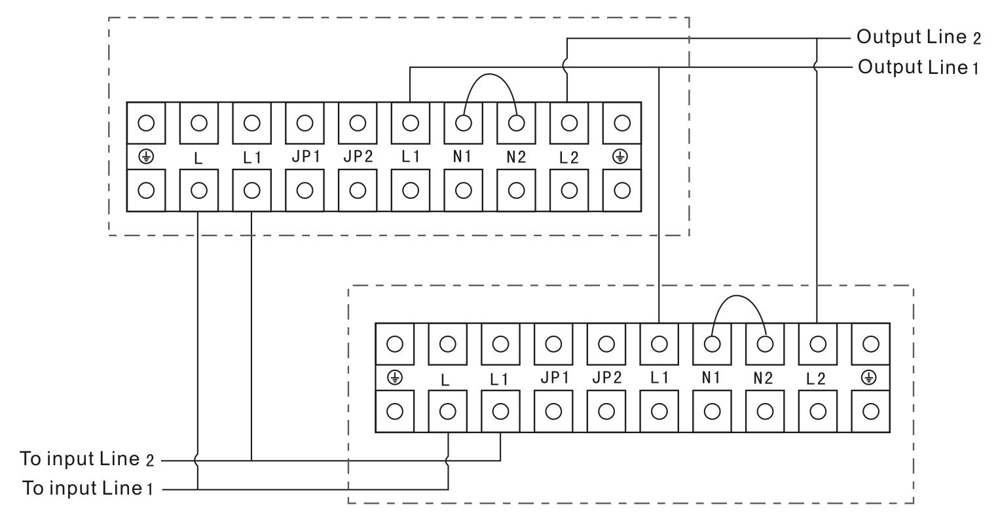 Output Line 2
Output Line 1
L L1 JP1 JP2 L1 N1 N2 L2
L L1 JP1 JP2 L1 N1 N2 L2
To input Line 2
To input Line 1